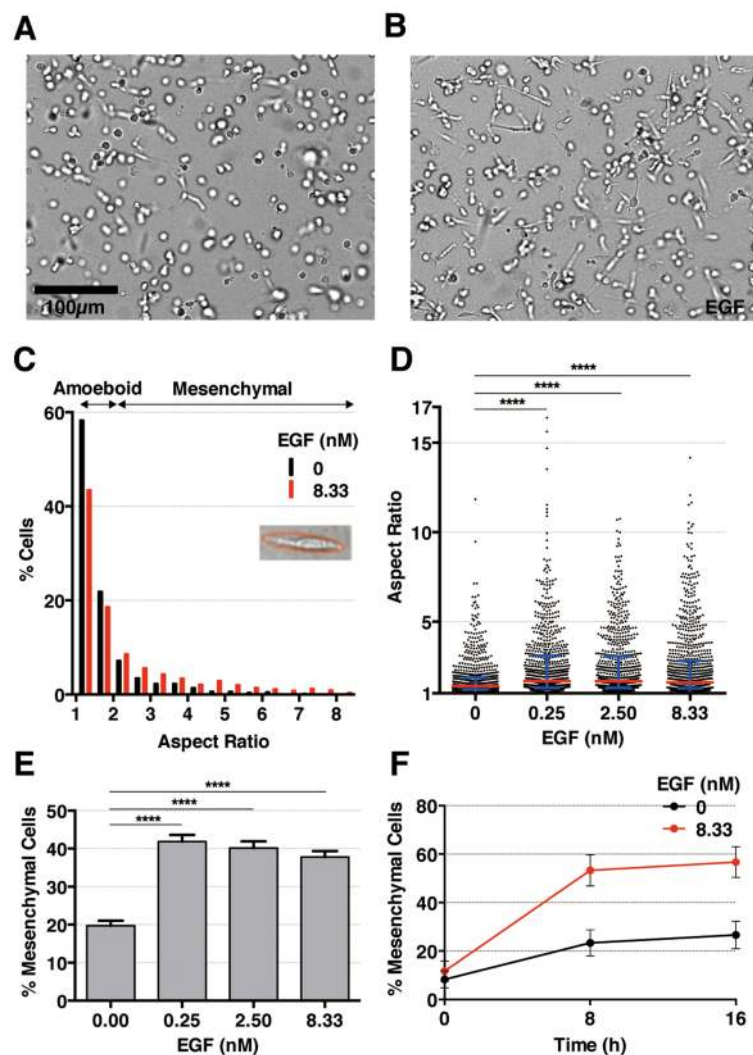 A
B
100µm
EGF
C
Amoeboid
Mesenchymal
EGF (nM)
0
8.33
60
40
20
0
% Cells
1 2 3 4 5 6 7 8
Aspect Ratio
D
****
****
****
17
15
10
5
1
Aspect Ratio
0 0.25 2.50 8.33
EGF (nM)
E
****
****
****
50
40
30
20
10
0
% Mesenchymal Cells
0.00 0.25 2.50 8.33
EGF (nM)
F
EGF (nM)
0
8.33
80
60
40
20
0
% Mesenchymal Cells
0 8 16
Time (h)